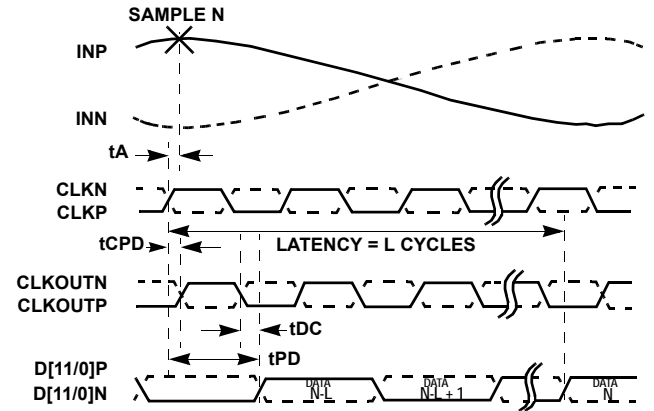 SAMPLE N
INP
INN
tA
CLKN
CLKP
LATENCY = L CYCLES
tCPD
CLKOUTN
CLKOUTP
tDC
tPD
D[11/0]P
D[11/0]N
DATA
N-L
DATA
N-L + 1
DATA
N